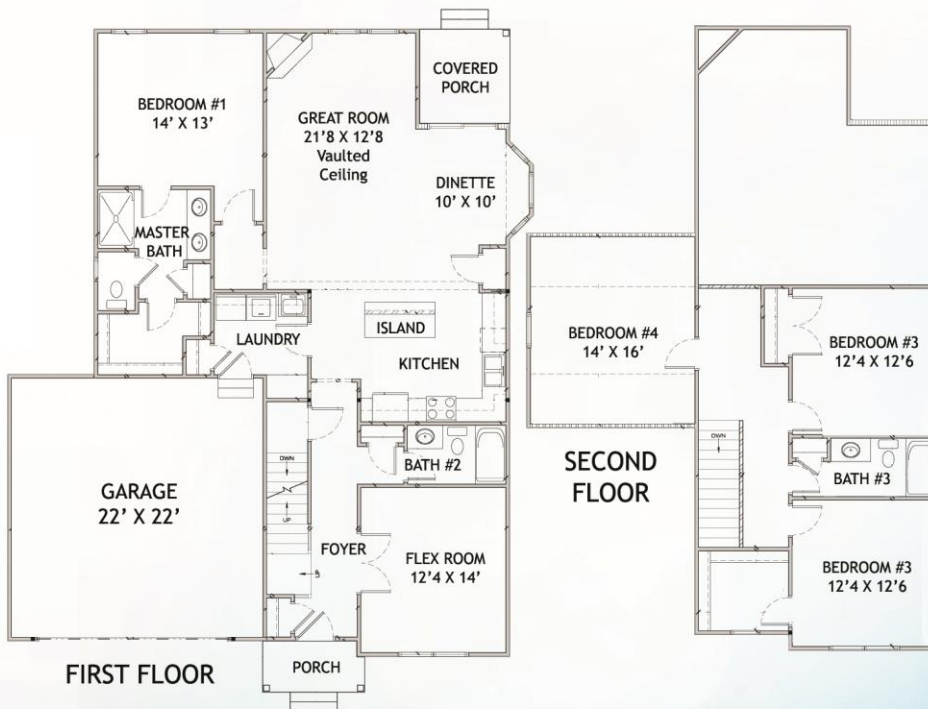 BEDROOM #1
14’ X 13’
GREAT ROOM
21’8 X 12’8
Vaulted
Ceiling
COVERED
PORCH
DINETTE
10’ X 10’
MASTER
BATH
LAUNDRY
ISLAND
KITCHEN
GARAGE
22’ X 22’
DWN
UP
UP
FOYER
BATH #2
FLEX ROOM
12’4 X 14’
PORCH
FIRST FLOOR
BEDROOM #4
14’ X 16’
BEDROOM #3
12’4 X 12’6
DWN
BATH #3
BEDROOM #3
12’4 X 12’6
SECOND
FLOOR